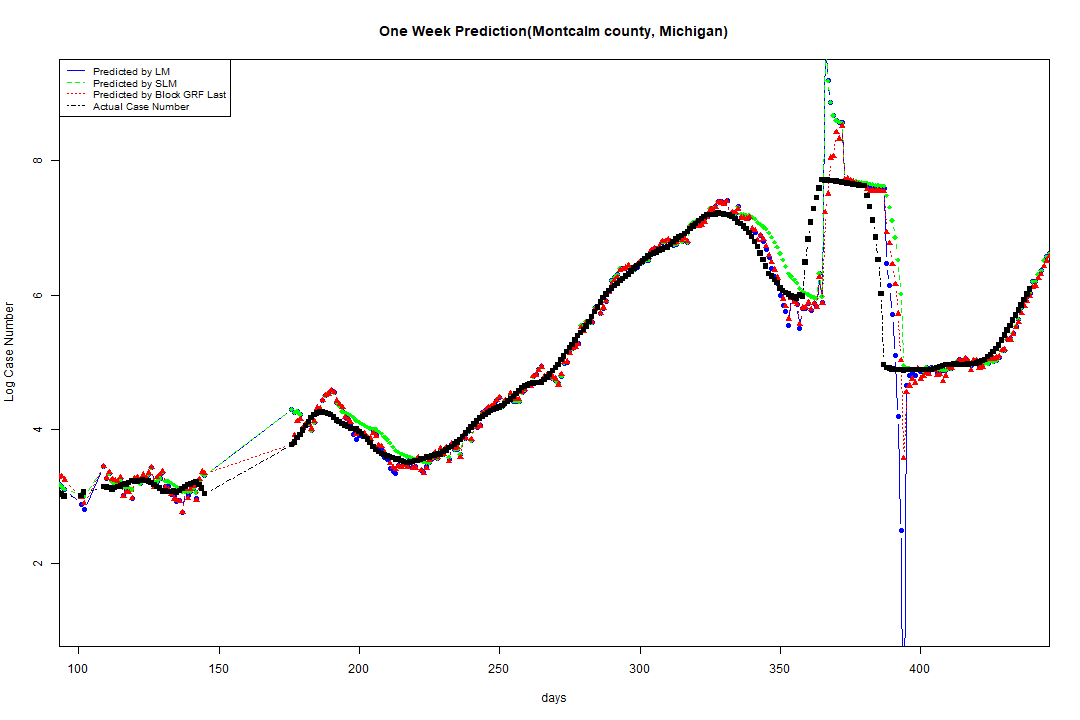 One Week Prediction(Montcalm county, Michigan)
Predicted by LM
Predicted by SLM
Predicted by Block GRF Last
Actual Case Number
Log Case Number
8
6
4
2
100 150 200 250 300 350 400
days